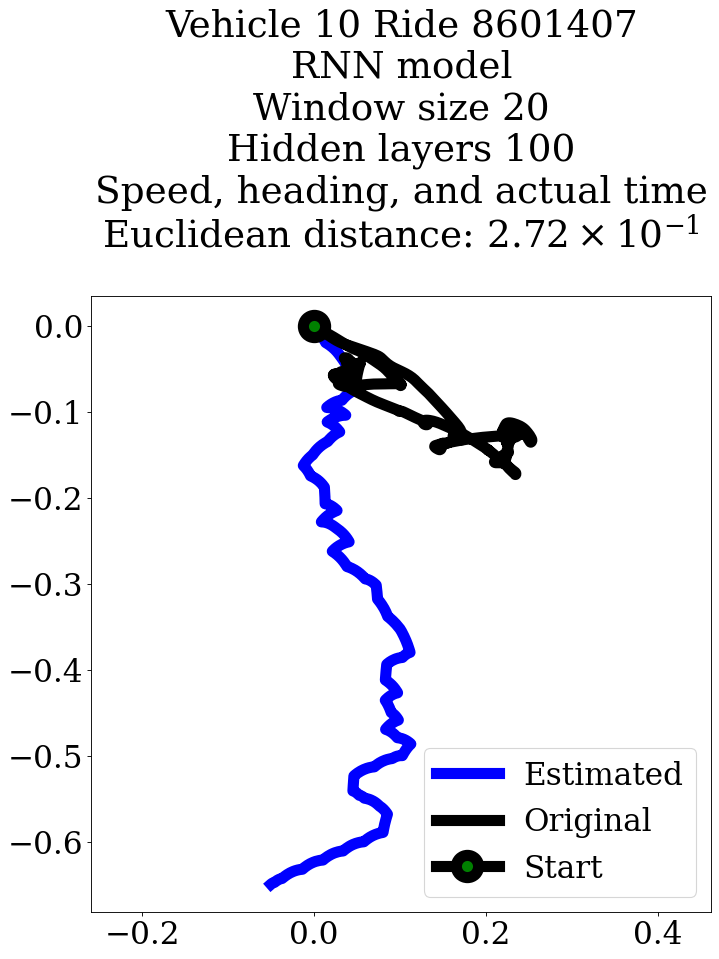 Vehicle 10 Ride 8601407
RNN model
Window size 20
Hidden layers 100
Speed, heading, and actual time
Euclidean distance: 2.72 × 10⁻¹
0.0
−0.1
−0.2
−0.3
−0.4
−0.5
−0.6
Estimated
Original
Start
−0.2 0.0 0.2 0.4